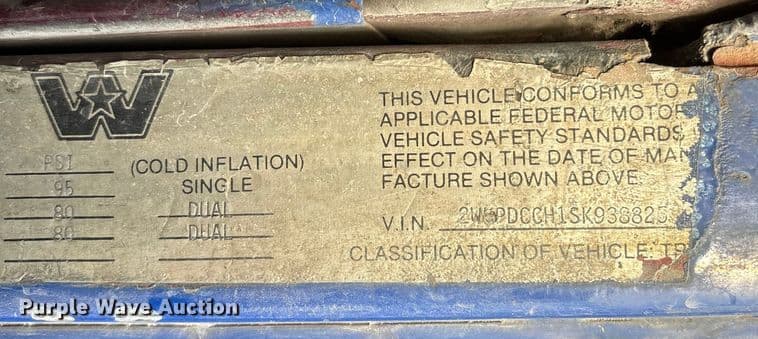 W
PSI (COLD INFLATION)
95 SINGLE
80 DUAL
80 DUAL
THIS VEHICLE CONFORMS TO A
APPLICABLE FEDERAL MOTOR
VEHICLE SAFETY STANDARDS
EFFECT ON THE DATE OF MAN
FACTURE SHOWN ABOVE.
V.I.N.
CLASSIFICATION OF VEHICLE: TR
Purple Wave Auction